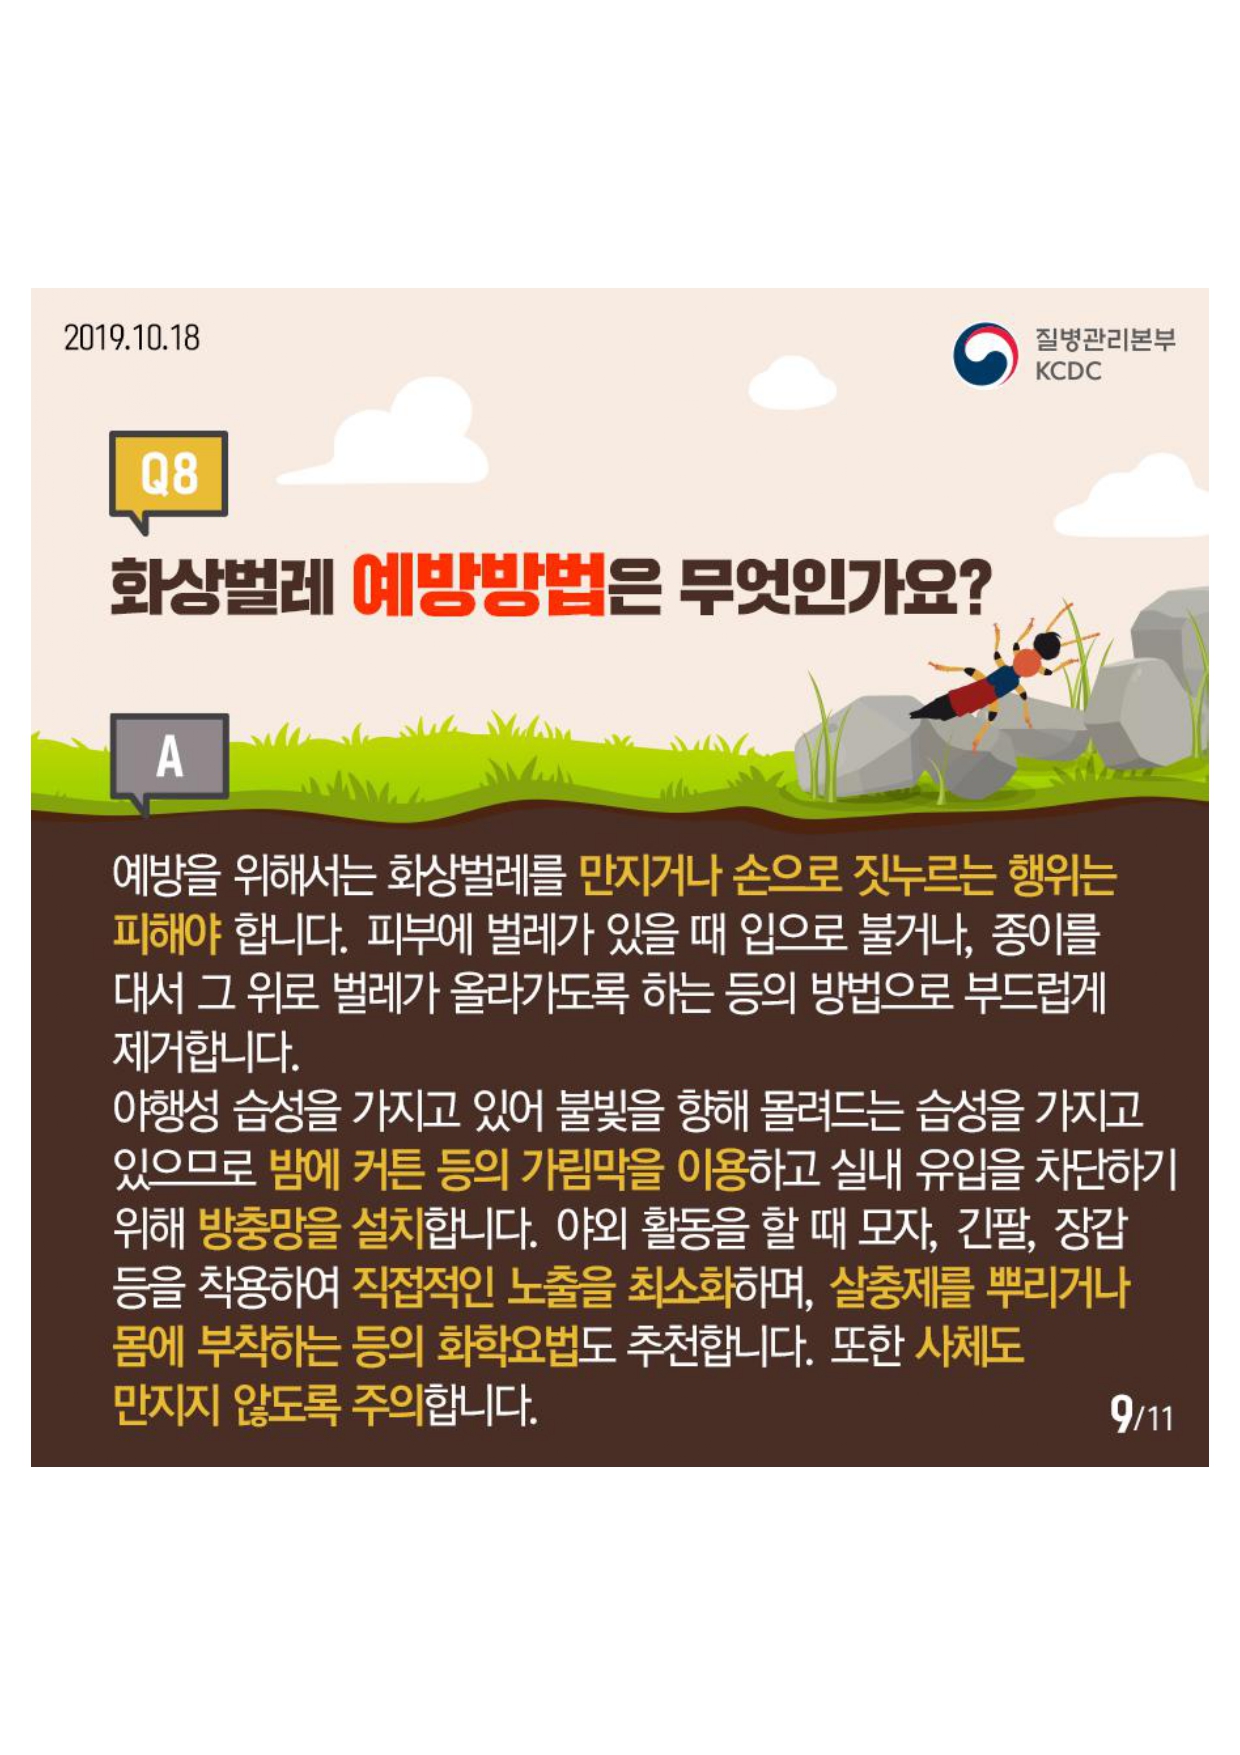 2019.10.18
질병관리본부
KCDC
Q8
화상벌레 예방방법은 무엇인가요?
A
예방을 위해서는 화상벌레를 만지거나 손으로 짓누르는 행위는
피해야 합니다. 피부에 벌레가 있을 때 입으로 불거나, 종이를
대서 그 위로 벌레가 올라가도록 하는 등의 방법으로 부드럽게
제거합니다.
야행성 습성을 가지고 있어 불빛을 향해 몰려드는 습성을 가지고
있으므로 밤에 커튼 등의 가림막을 이용하고 실내 유입을 차단하기
위해 방충망을 설치합니다. 야외 활동을 할 때 모자, 긴팔, 장갑
등을 착용하여 직접적인 노출을 최소화하며, 살충제를 뿌리거나
몸에 부착하는 등의 화학요법도 추천합니다. 또한 사체도
만지지 않도록 주의합니다.
9/11